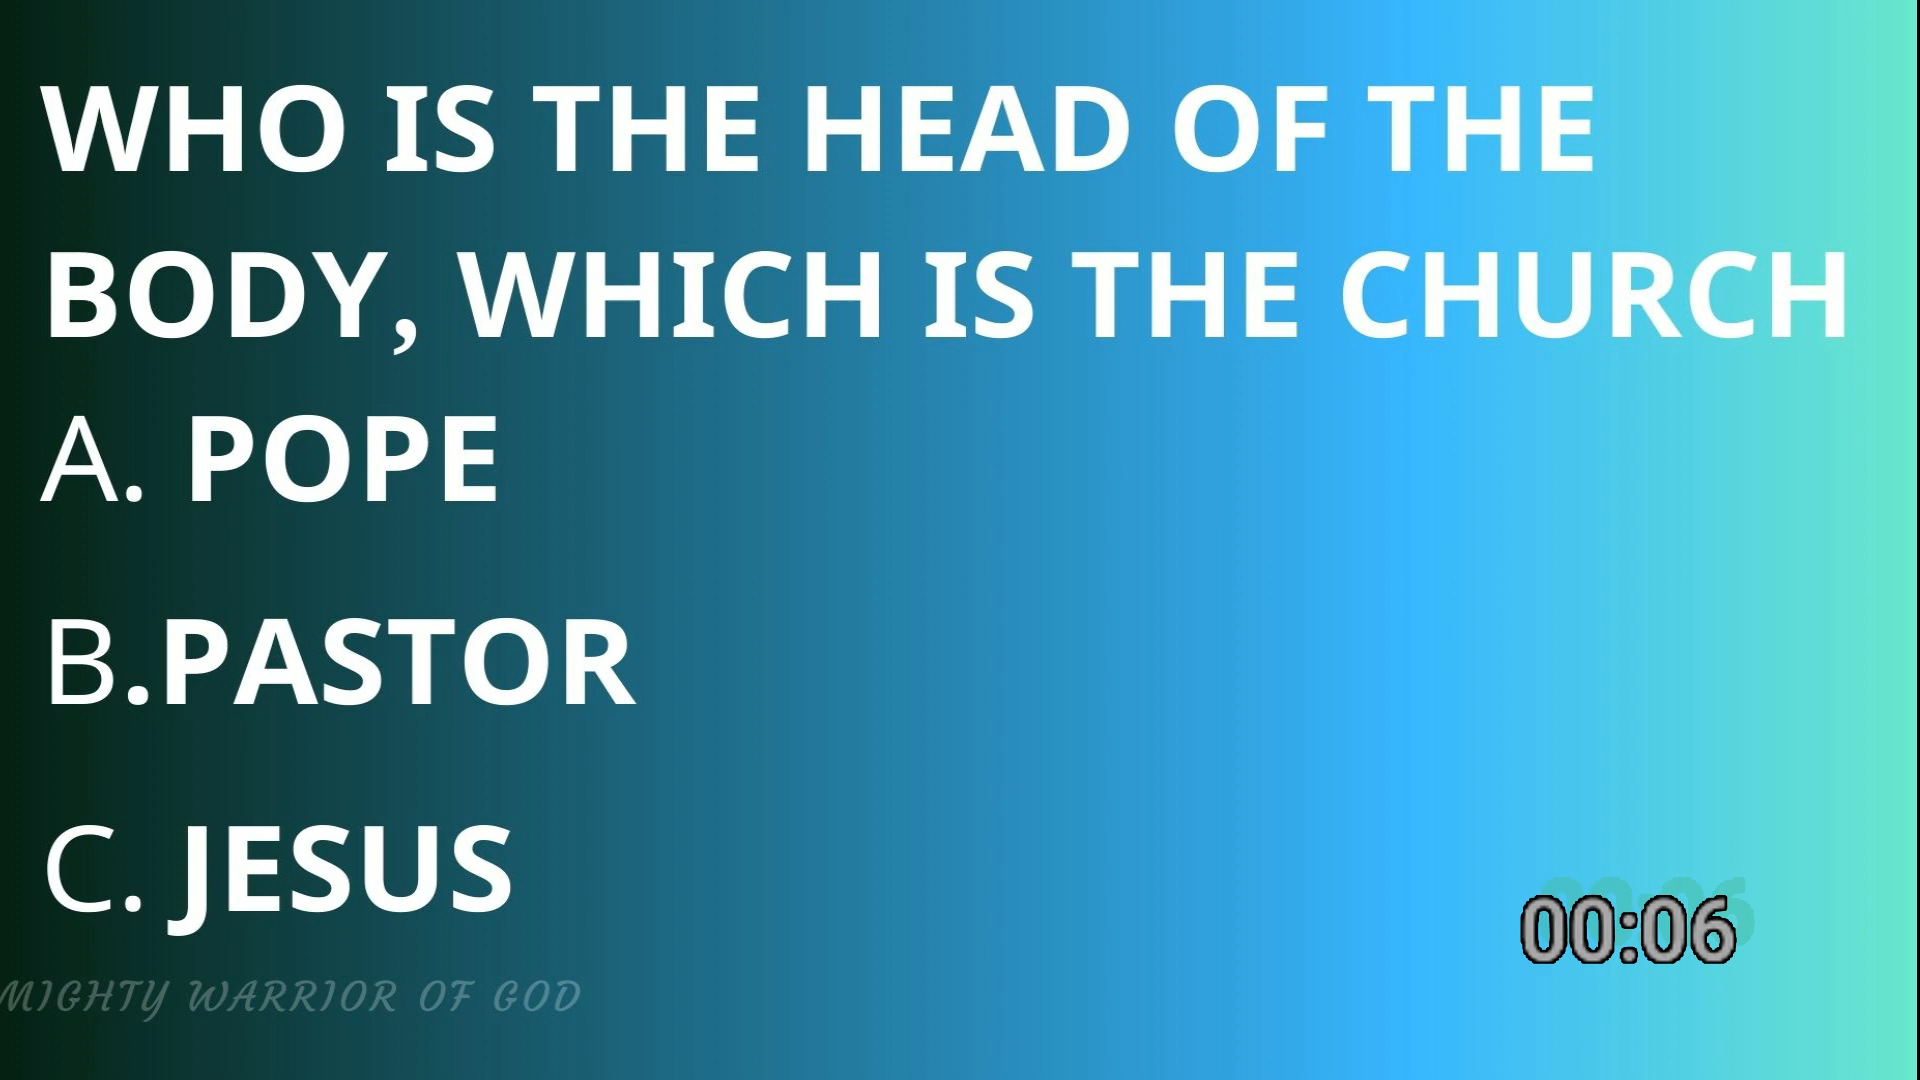 WHO IS THE HEAD OF THE
BODY, WHICH IS THE CHURCH
A. POPE
B.PASTOR
C. JESUS
00:06
MIGHTY WARRIOR OF GOD